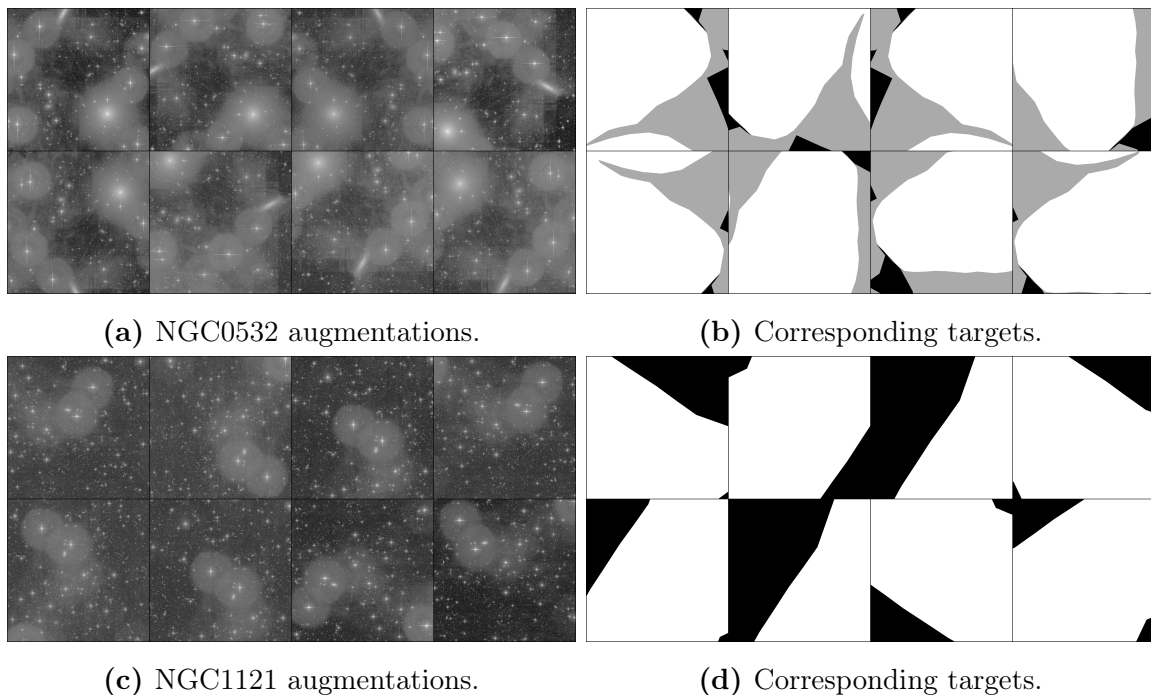 (a) NGC0532 augmentations.
(b) Corresponding targets.
(c) NGC1121 augmentations.
(d) Corresponding targets.